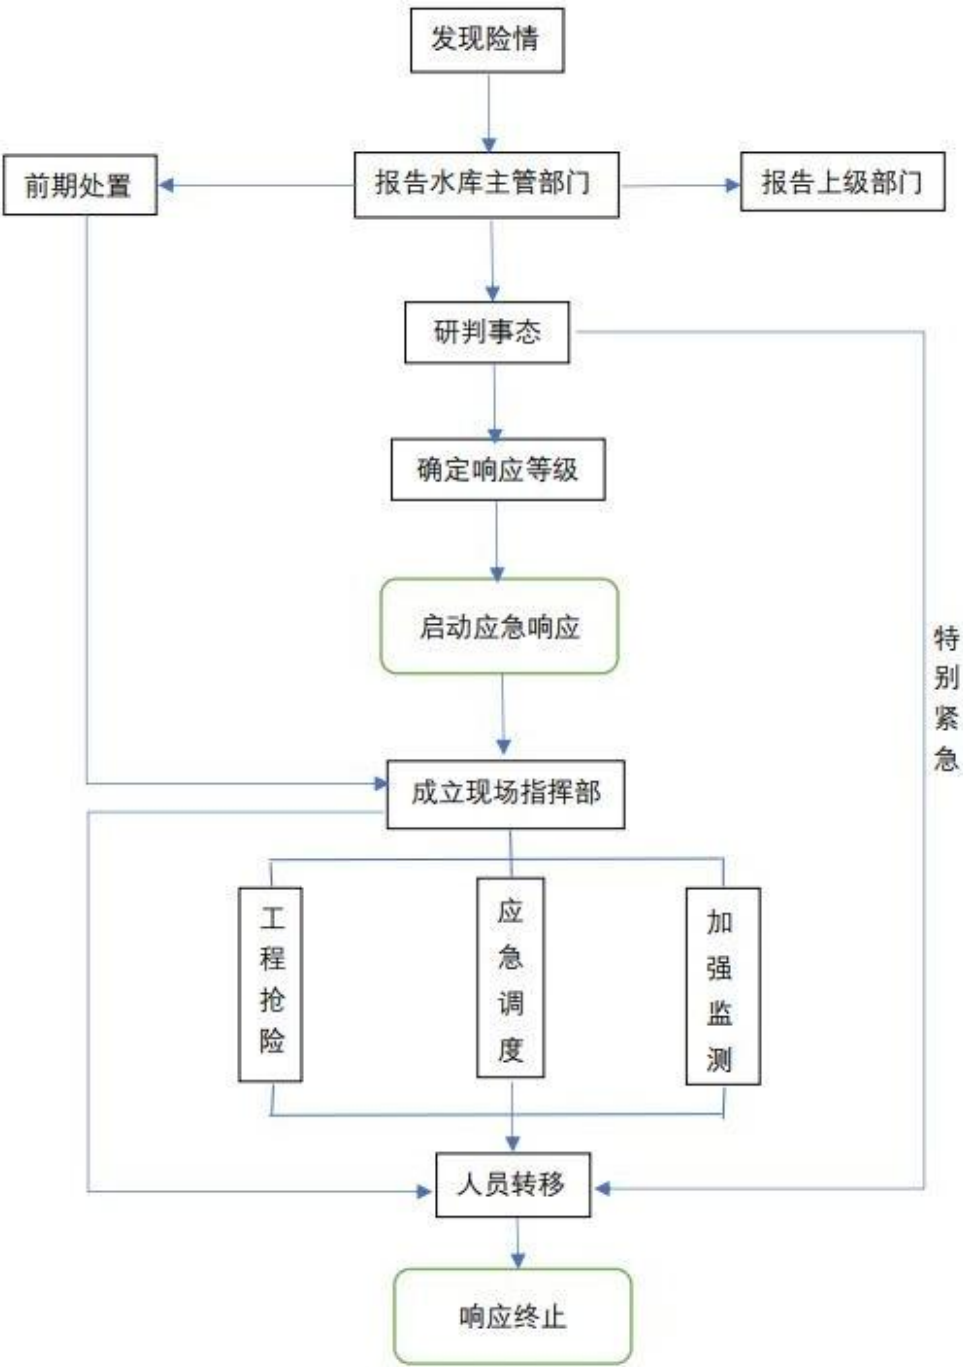 发现险情
前期处置
报告水库主管部门
报告上级部门
研判事态
确定响应等级
启动应急响应
特别紧急
成立现场指挥部
工程抢险
应急调度
加强监测
人员转移
响应终止